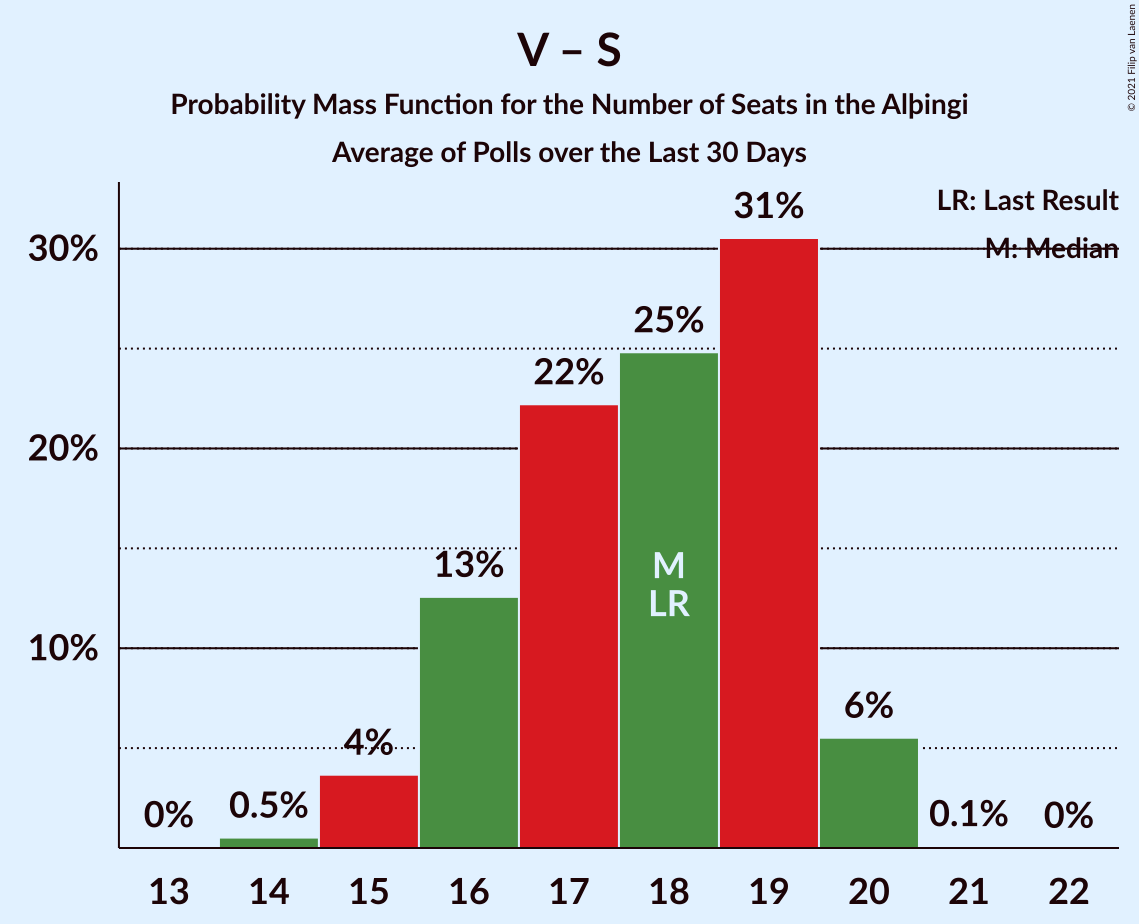 V – S
Probability Mass Function for the Number of Seats in the Alþingi
Average of Polls over the Last 30 Days
© 2021 Filip van Laenen
LR: Last Result
M: Median
30%
20%
10%
0%
0.5%
4%
13%
22%
25%
31%
6%
0.1%
0%
M
LR
13 14 15 16 17 18 19 20 21 22